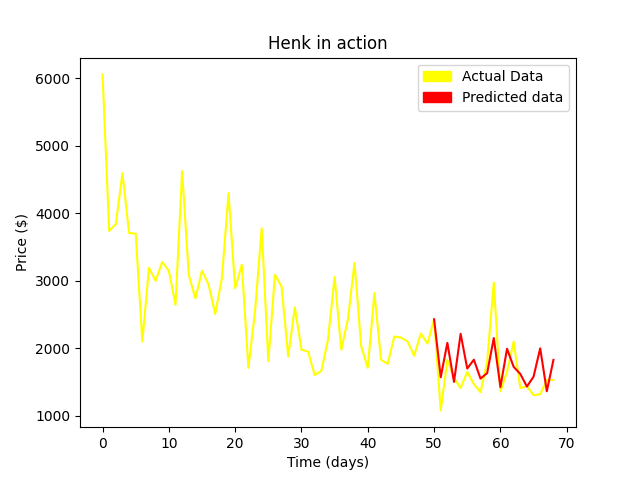 Henk in action
Actual Data
Predicted data
6000
5000
4000
3000
2000
1000
Price ($)
0 10 20 30 40 50 60 70
Time (days)